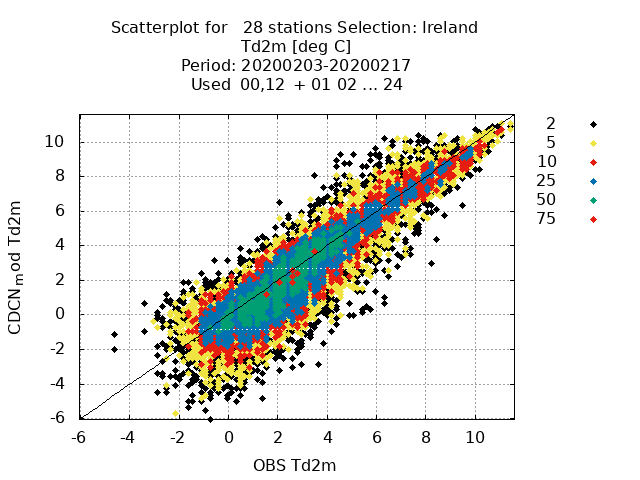 Scatterplot for 28 stations Selection: Ireland
Td2m [deg C]
Period: 20200203-20200217
Used 00,12 + 01 02 ... 24
2
5
10
25
50
75
10
8
6
4
2
0
-2
-4
-6
CDCN_mod Td2m
-6 -4 -2 0 2 4 6 8 10
OBS Td2m